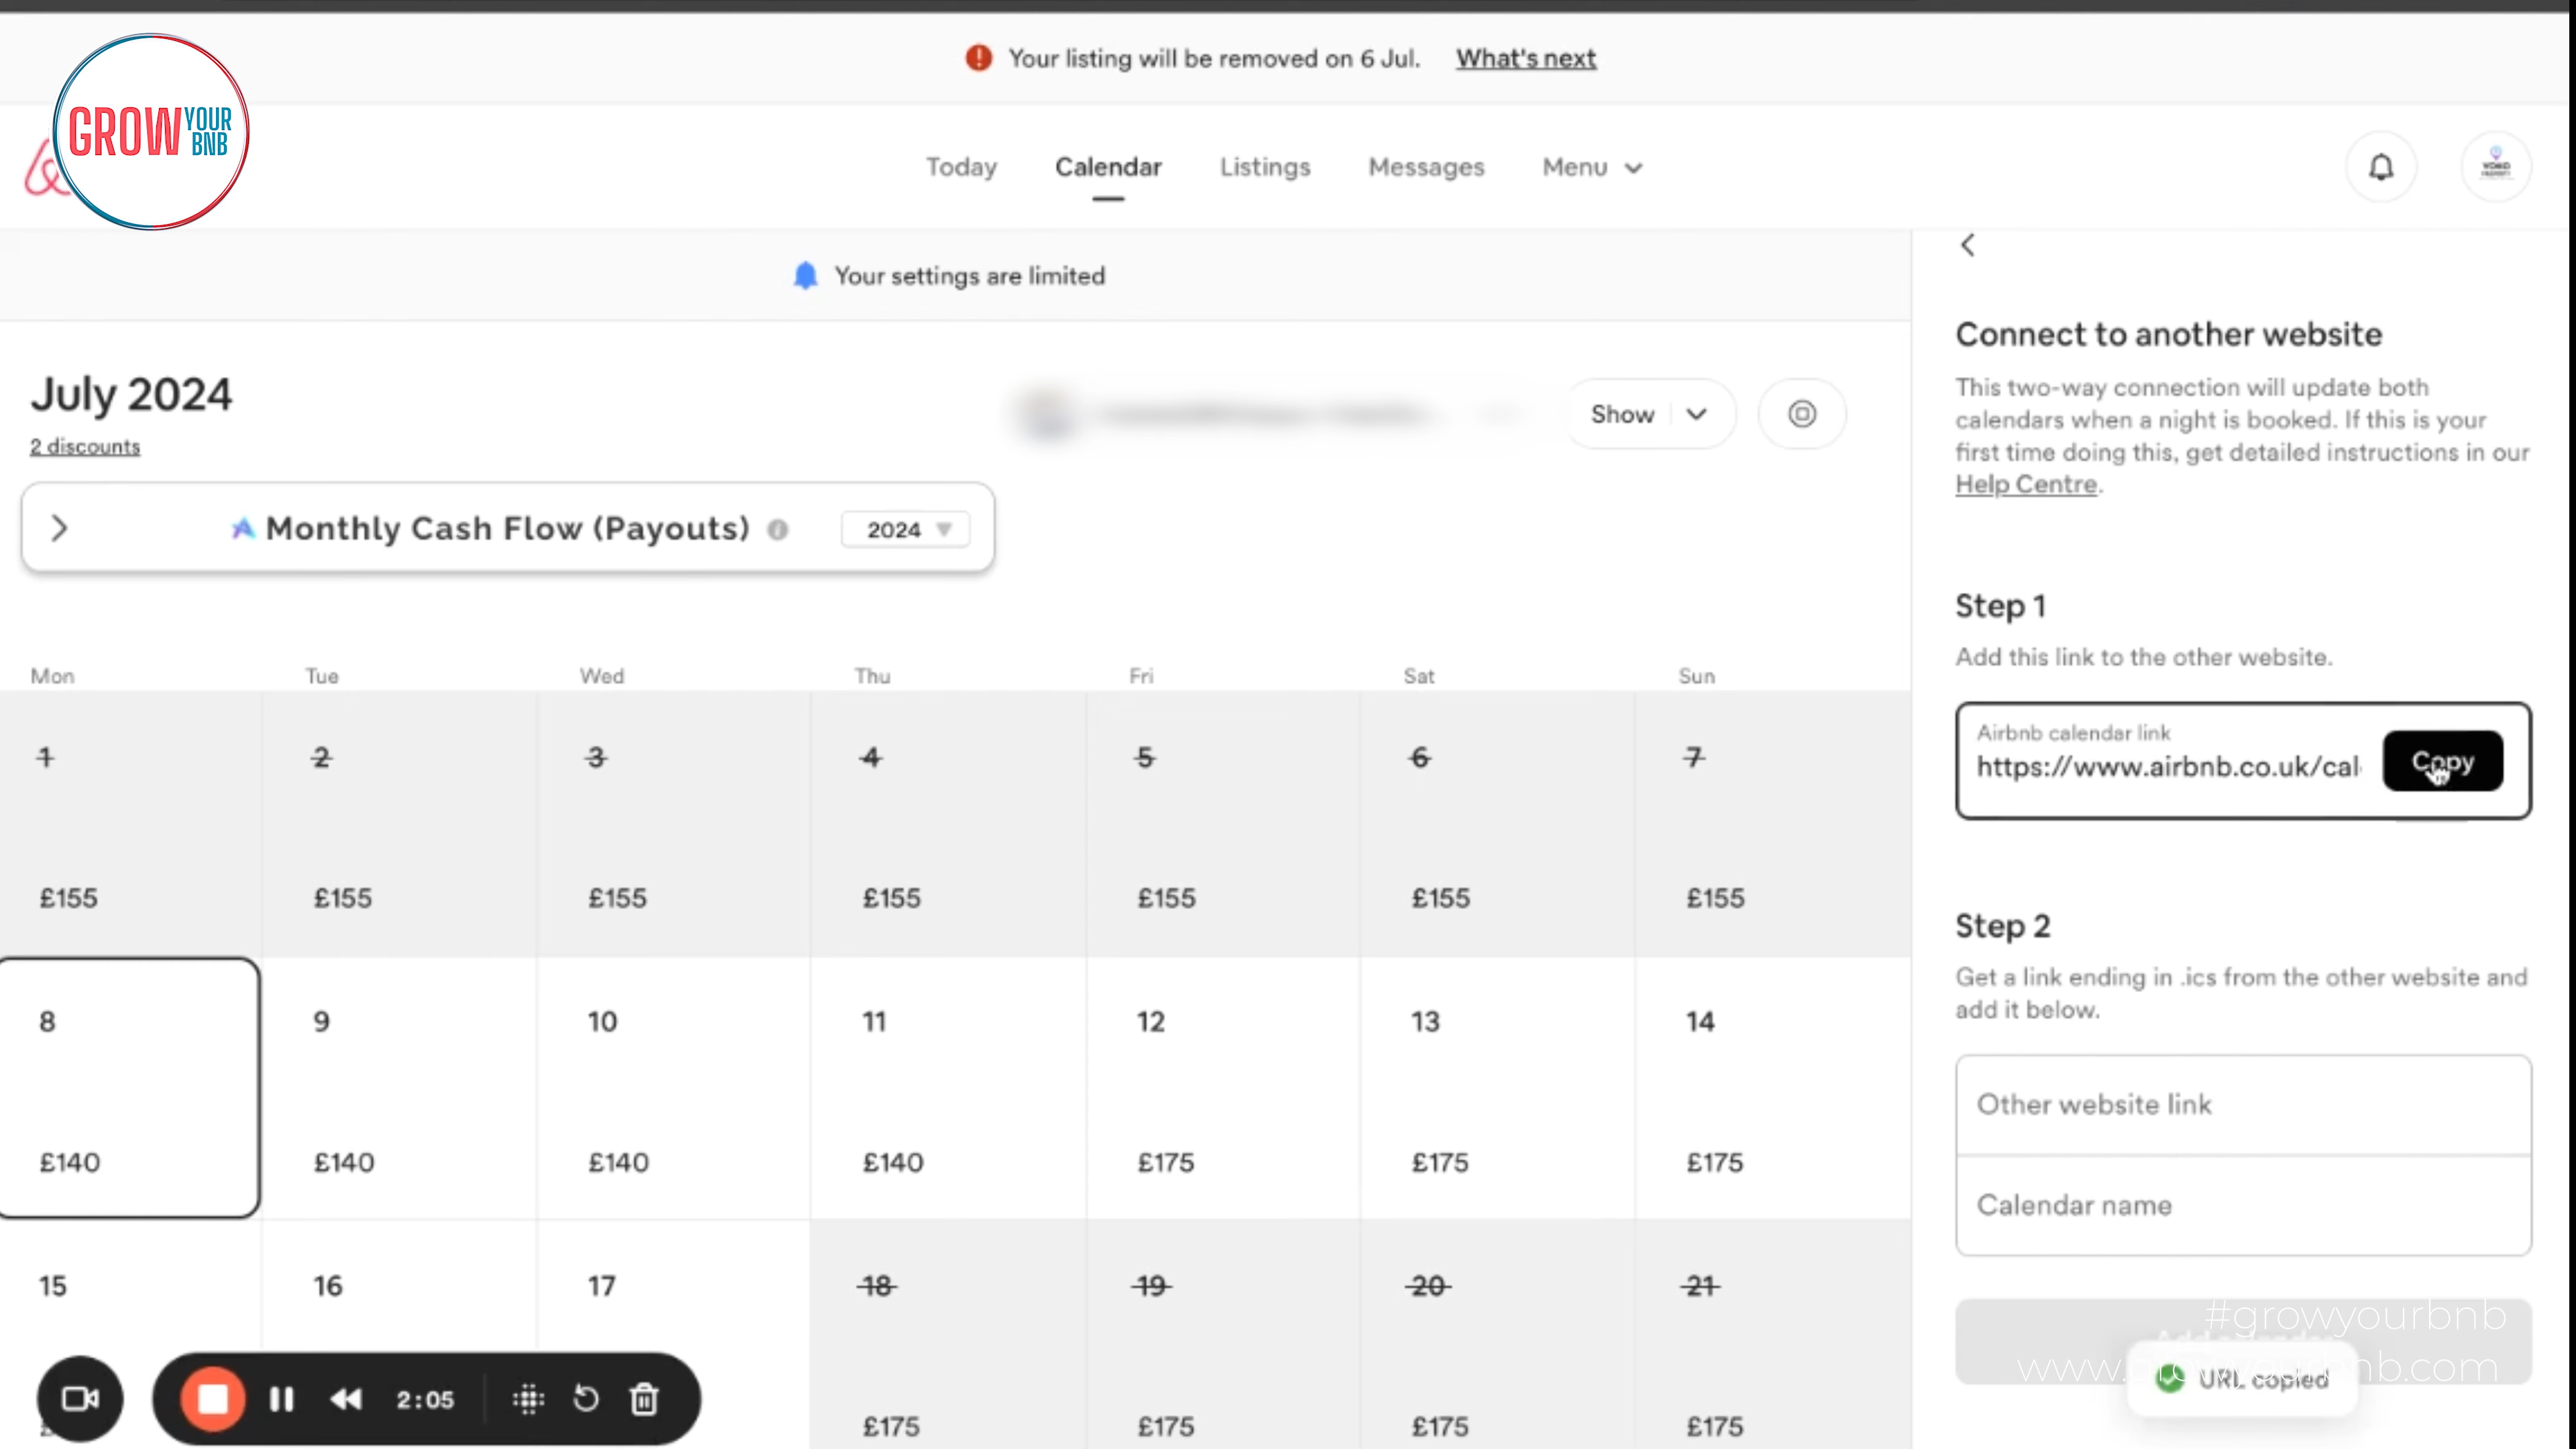 Your listing will be removed on 6 Jul. What's next
GROW YOUR BNB
Today Calendar Listings Messages Menu
Your settings are limited
July 2024
2 discounts
Show
Monthly Cash Flow (Payouts) 2024
Mon Tue Wed Thu Fri Sat Sun
1 2 3 4 5 6 7
£155 £155 £155 £155 £155 £155 £155
8 9 10 11 12 13 14
£140 £140 £140 £140 £175 £175 £175
15 16 17 18 19 20 21
£175 £175 £175 £175
2:05
Connect to another website
This two-way connection will update both
calendars when a night is booked. If this is your
first time doing this, get detailed instructions in our
Help Centre.
Step 1
Add this link to the other website.
Airbnb calendar link
https://www.airbnb.co.uk/cal
Copy
Step 2
Get a link ending in .ics from the other website and
add it below.
Other website link
Calendar name
#growyourbnb
URL copied